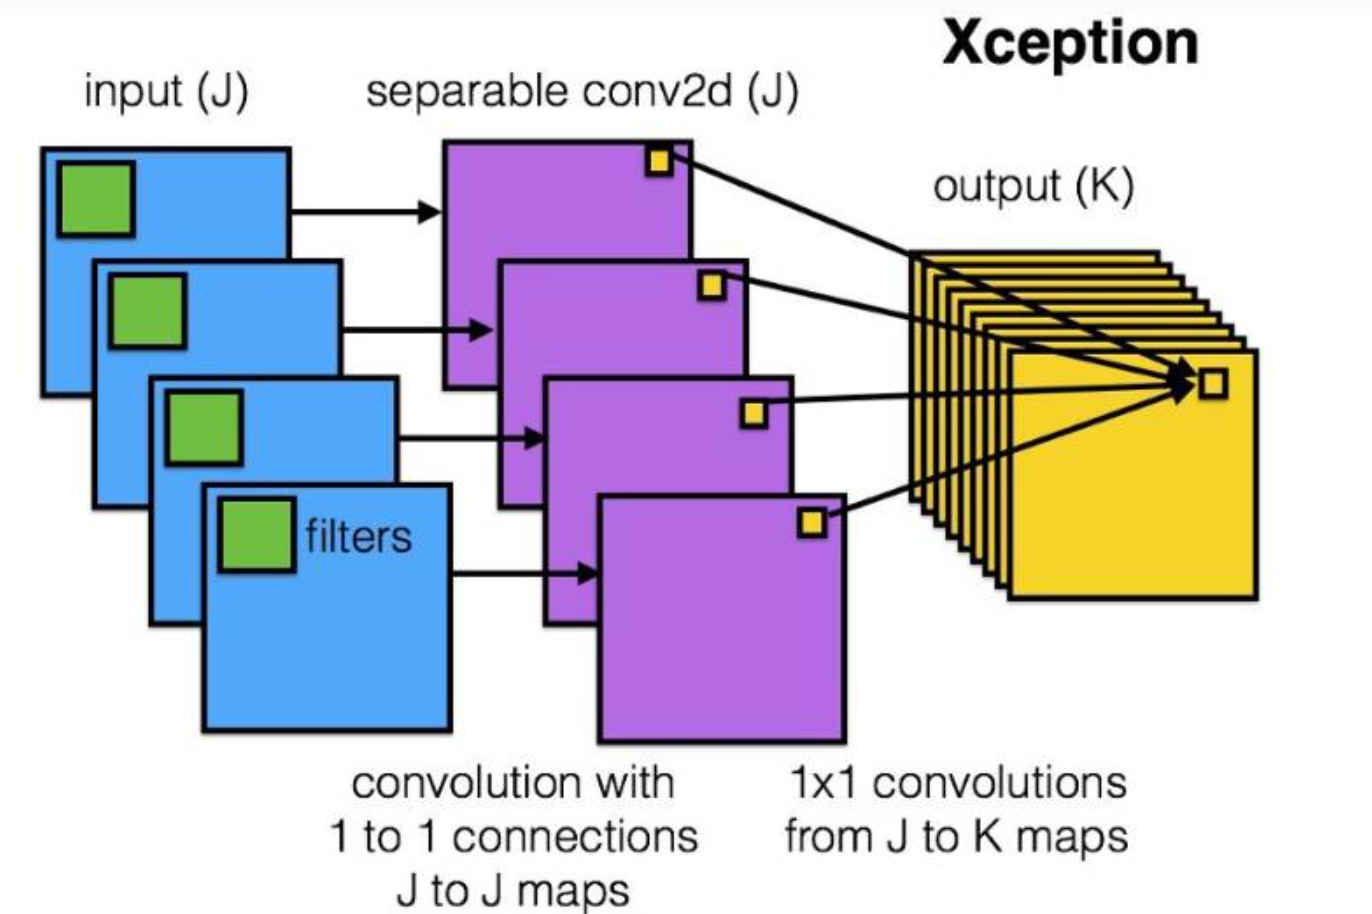 Xception
input (J)
separable conv2d (J)
output (K)
filters
convolution with
1 to 1 connections
J to J maps
1x1 convolutions
from J to K maps